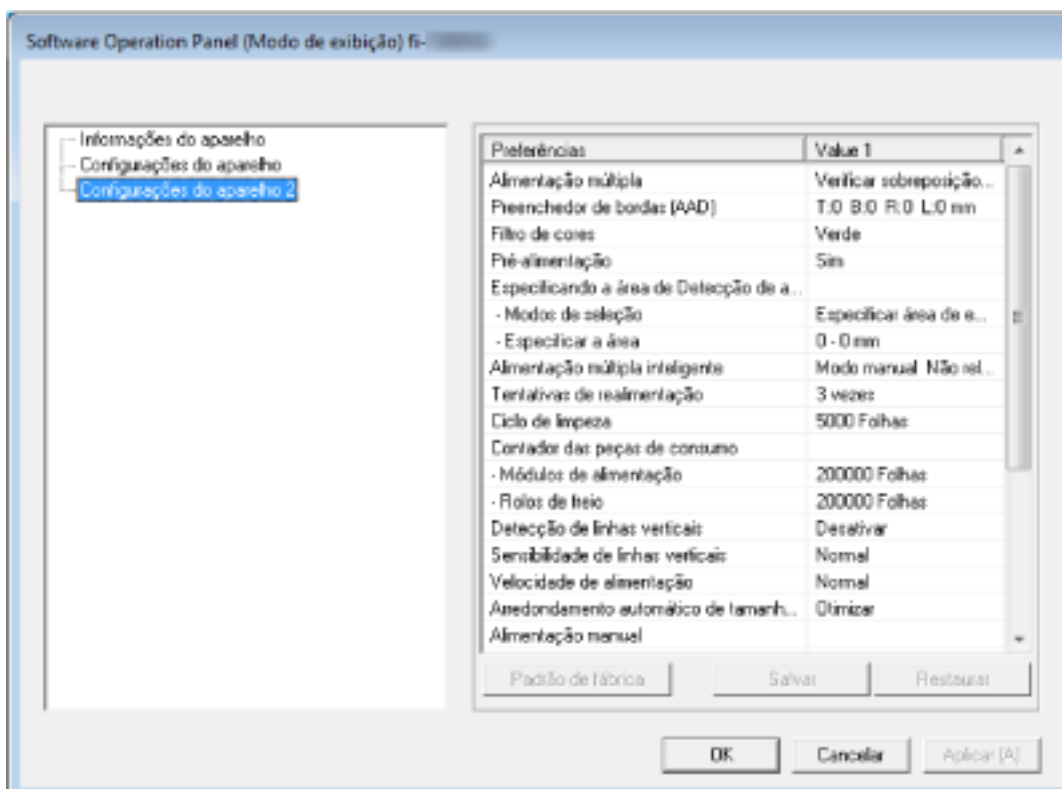 Software Operation Panel (Modo de exibição) fi-
Informações do aparelho
Configurações do aparelho
Configurações do aparelho 2
Preferências Value 1
Alimentação múltipla Verificar sobreposição...
Preenchedor de bordas (AAD) T:0 B:0 R:0 L:0 mm
Filtro de cores Verde
Pré-alimentação Sim
Especificando a área de Detecção de a...
- Modos de seleção Especificar área de e...
- Especificar a área 0 - 0 mm
Alimentação múltipla inteligente Modo manual Não rel...
Tentativas de realimentação 3 vezes
Ciclo de limpeza 5000 Folhas
Contador das peças de consumo
- Módulos de alimentação 200000 Folhas
- Rolos de freio 200000 Folhas
Detecção de linhas verticais Desativar
Sensibilidade de linhas verticais Normal
Velocidade de alimentação Normal
Arredondamento automático de tamanh... Otimizar
Alimentação manual
Padrão de fábrica Salvar Restaurar
OK Cancelar Aplicar (A)